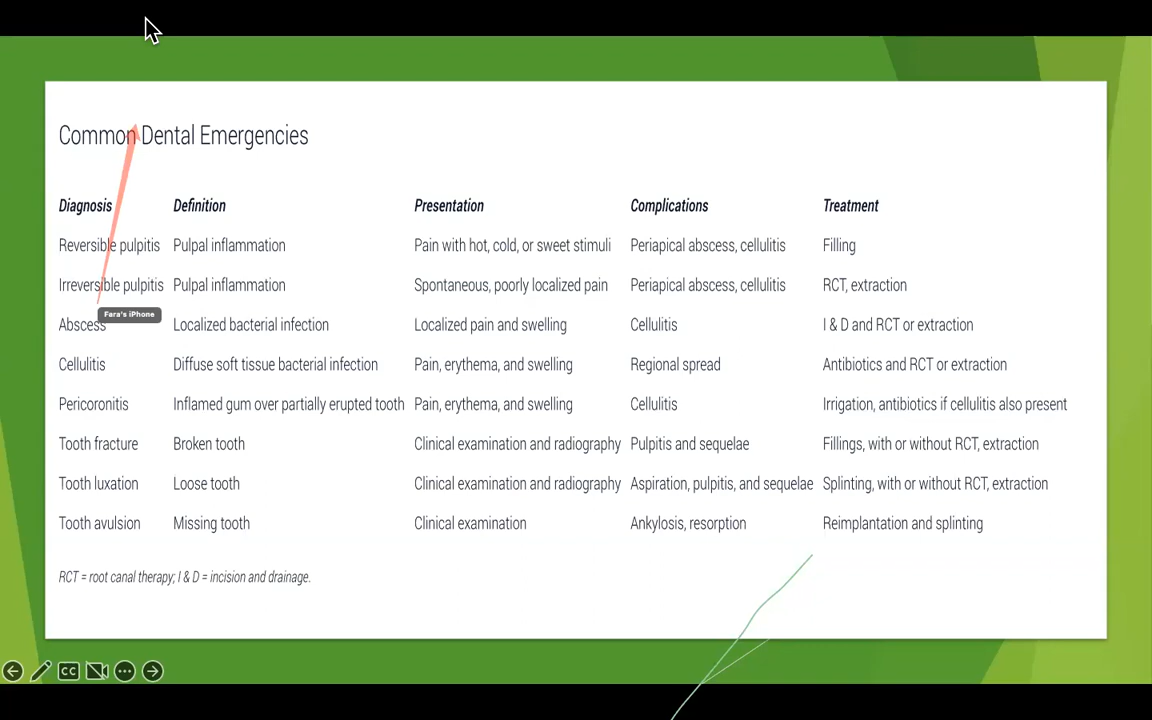 Common Dental Emergencies
Diagnosis Definition Presentation Complications Treatment
Reversible pulpitis Pulpal inflammation Pain with hot, cold, or sweet stimuli Periapical abscess, cellulitis Filling
Irreversible pulpitis Pulpal inflammation Spontaneous, poorly localized pain Periapical abscess, cellulitis RCT, extraction
Fara's iPhone
Abscess Localized bacterial infection Localized pain and swelling Cellulitis I & D and RCT or extraction
Cellulitis Diffuse soft tissue bacterial infection Pain, erythema, and swelling Regional spread Antibiotics and RCT or extraction
Pericoronitis Inflamed gum over partially erupted tooth Pain, erythema, and swelling Cellulitis Irrigation, antibiotics if cellulitis also present
Tooth fracture Broken tooth Clinical examination and radiography Pulpitis and sequelae Fillings, with or without RCT, extraction
Tooth luxation Loose tooth Clinical examination and radiography Aspiration, pulpitis, and sequelae Splinting, with or without RCT, extraction
Tooth avulsion Missing tooth Clinical examination Ankylosis, resorption Reimplantation and splinting
RCT = root canal therapy; I & D = incision and drainage.
CC